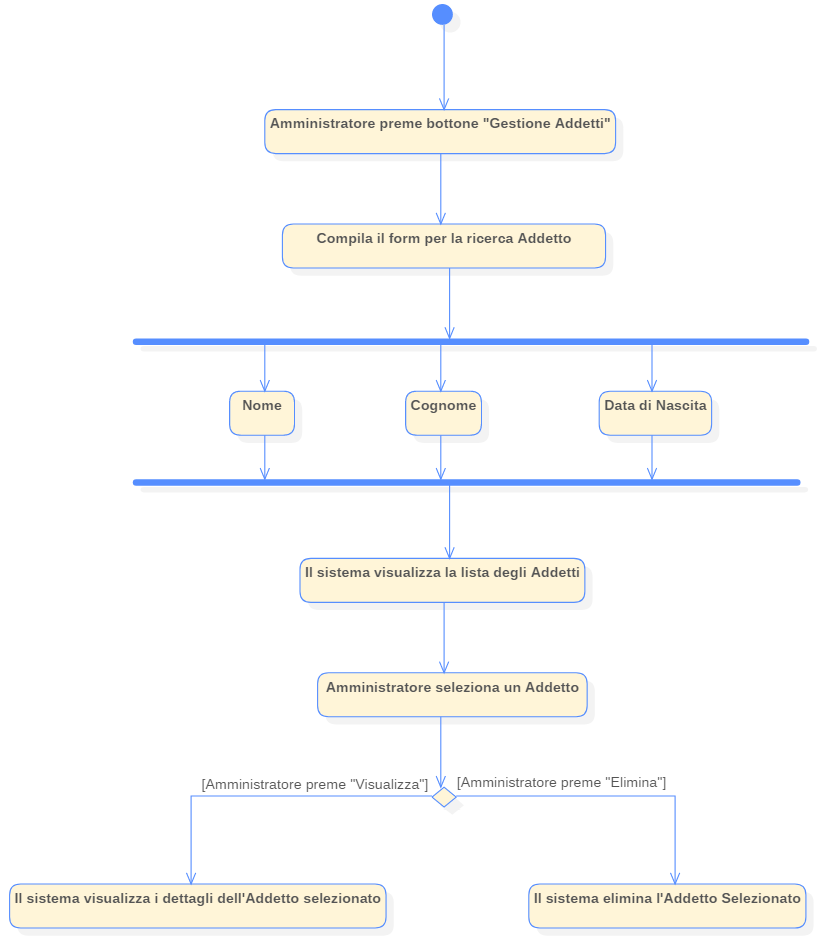 Amministratore preme bottone "Gestione Addetti"
Compila il form per la ricerca Addetto
Nome
Cognome
Data di Nascita
Il sistema visualizza la lista degli Addetti
Amministratore seleziona un Addetto
[Amministratore preme "Visualizza"]
[Amministratore preme "Elimina"]
Il sistema visualizza i dettagli dell'Addetto selezionato
Il sistema elimina l'Addetto Selezionato